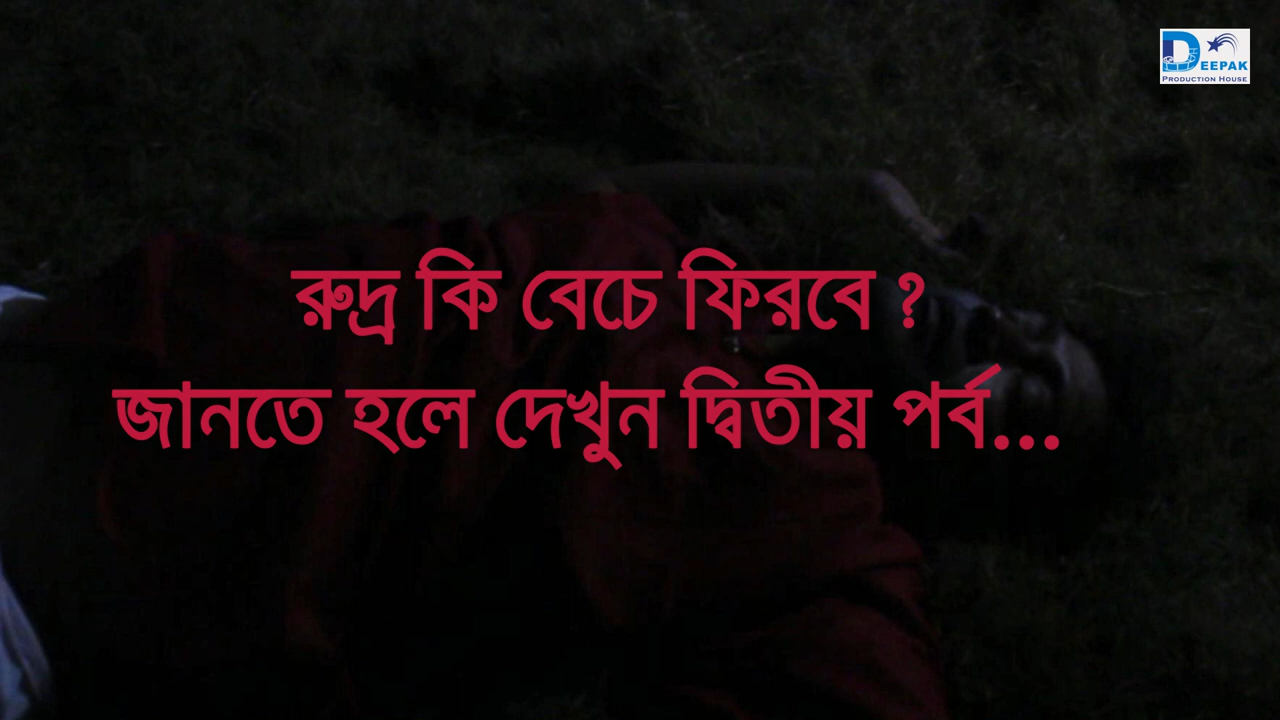 DEEPAK
PRODUCTION HOUSE
রুদ্র কি বেচে ফিরবে ?
জানতে হলে দেখুন দ্বিতীয় পর্ব...